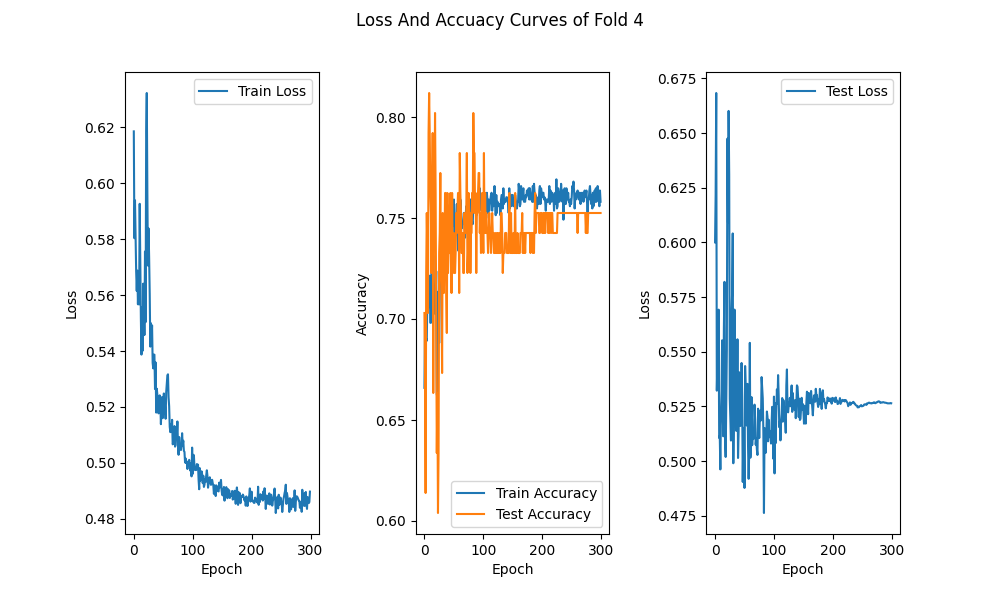 Loss And Accuacy Curves of Fold 4
Train Loss
0.62
0.60
0.58
0.56
0.54
0.52
0.50
0.48
Loss
0 100 200 300
Epoch
0.80
0.75
0.70
0.65
0.60
Accuracy
Train Accuracy
Test Accuracy
0 100 200 300
Epoch
Test Loss
0.675
0.650
0.625
0.600
0.575
0.550
0.525
0.500
0.475
Loss
0 100 200 300
Epoch